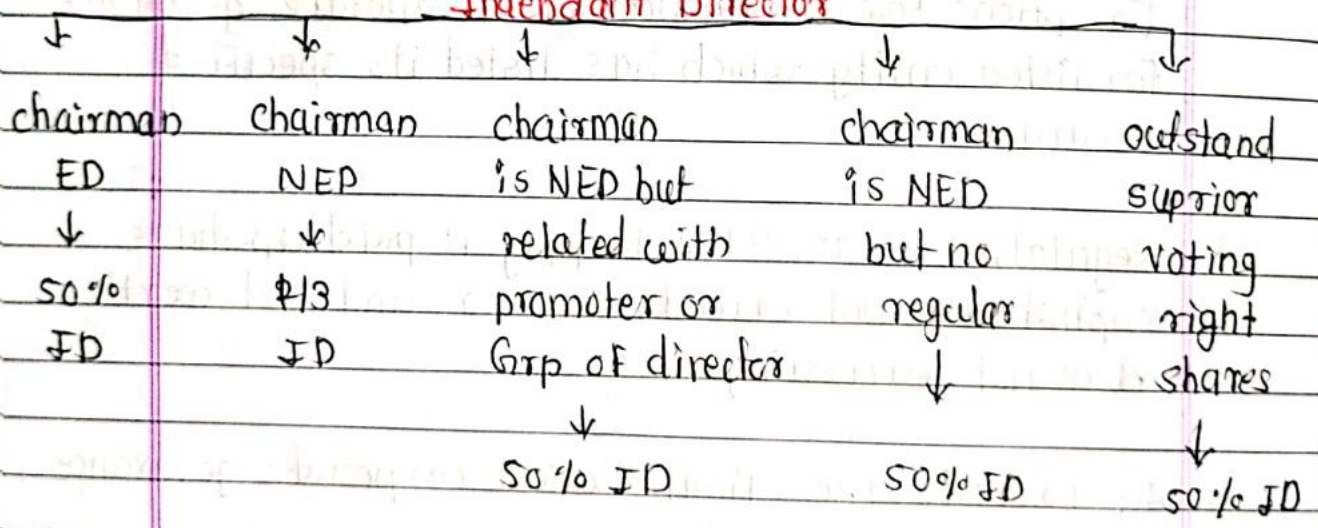 Director
chairman chairman chairman chairman outstand
ED NED is NED but is NED suprior
related with but no voting
50% 1/3 promoter or regular right
ID ID Grp of director shares
50% ID 50% ID 50% ID